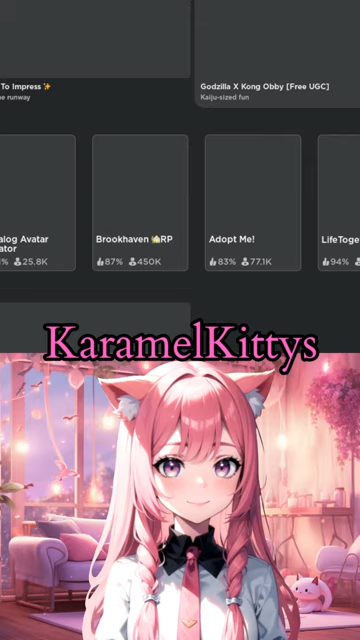 To Impress ✨
e runway
Godzilla X Kong Obby [Free UGC]
Kaiju-sized fun
alog Avatar
ator
% 25.8K
Brookhaven 🏡RP
87% 450K
Adopt Me!
83% 77.1K
LifeToge
94%
KaramelKittys